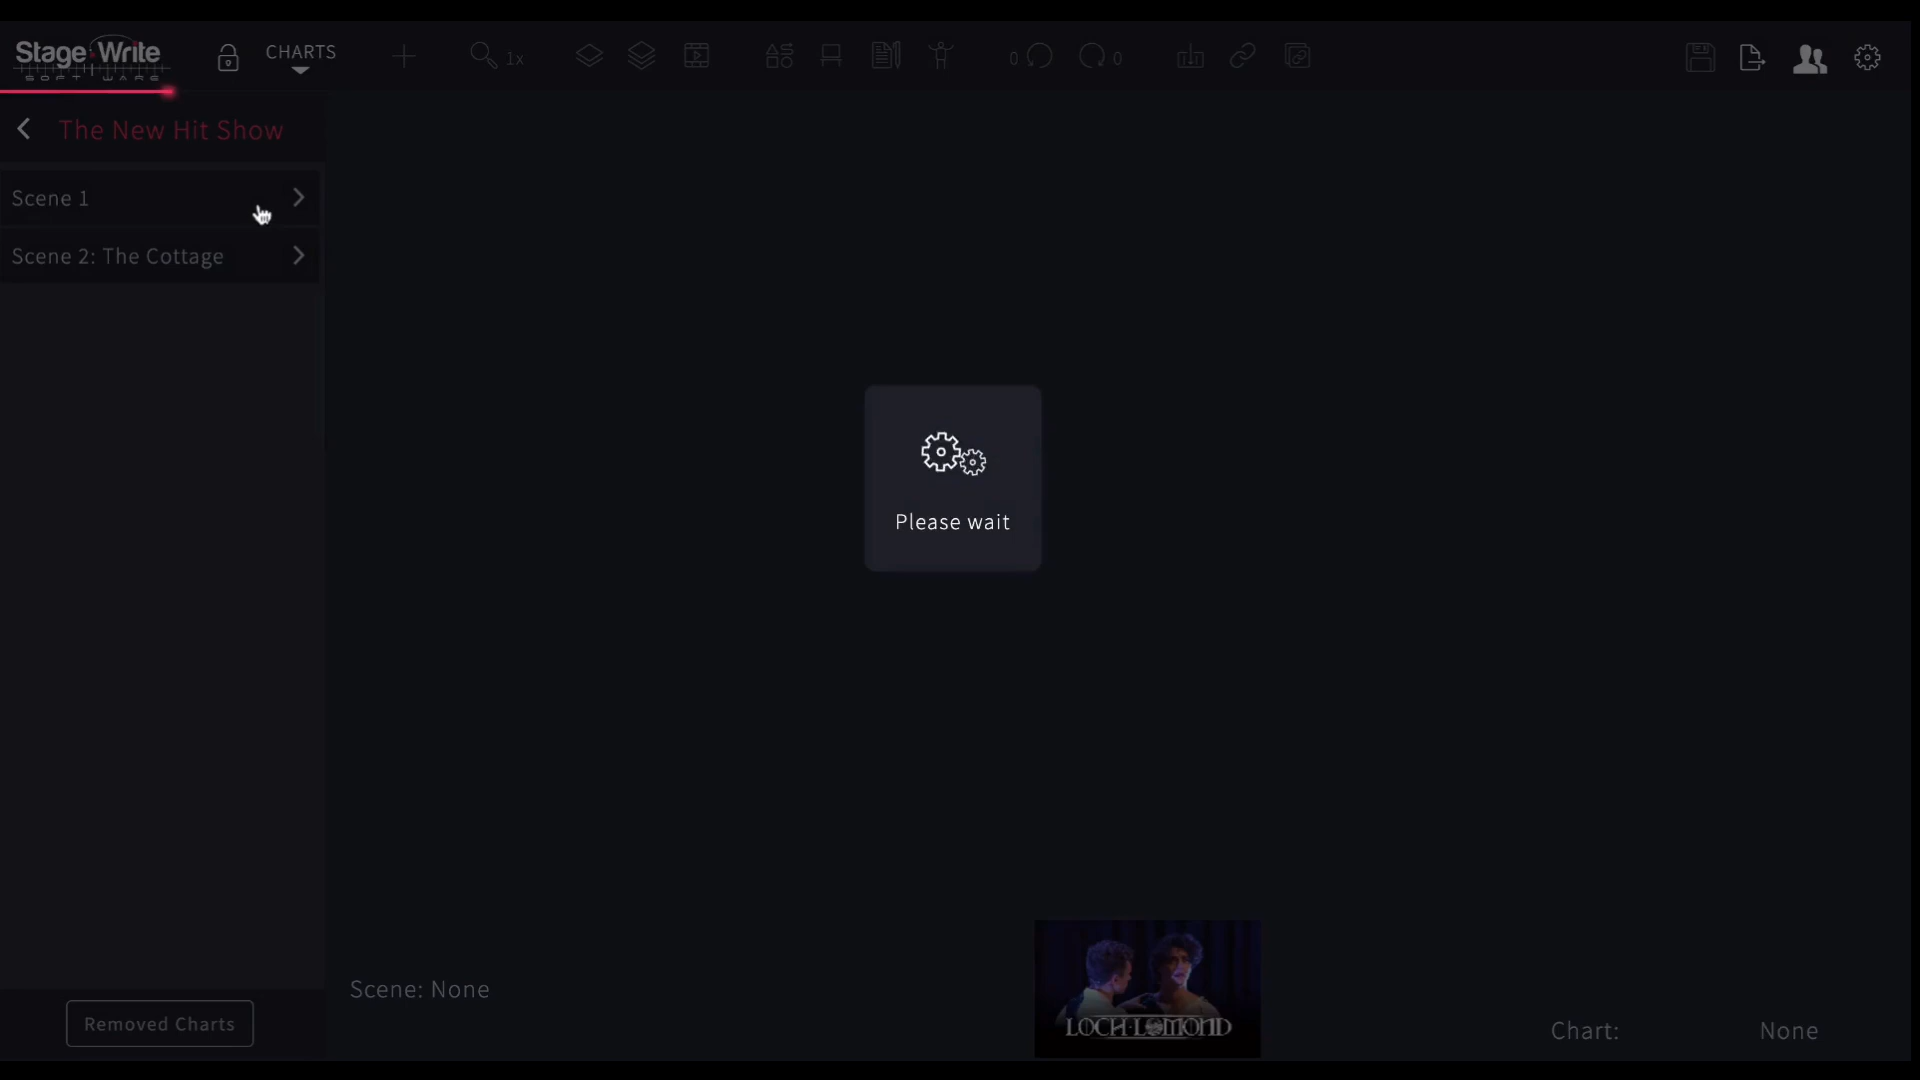 Stage Write
SOFTWARE
CHARTS
1x
0
0
The New Hit Show
Scene 1
Scene 2: The Cottage
Please wait
Scene: None
LOCH LOMOND
Chart:
None
Removed Charts